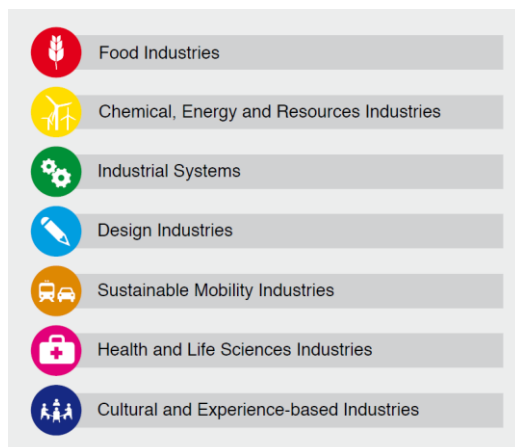 Food Industries
Chemical, Energy and Resources Industries
Industrial Systems
Design Industries
Sustainable Mobility Industries
Health and Life Sciences Industries
Cultural and Experience-based Industries